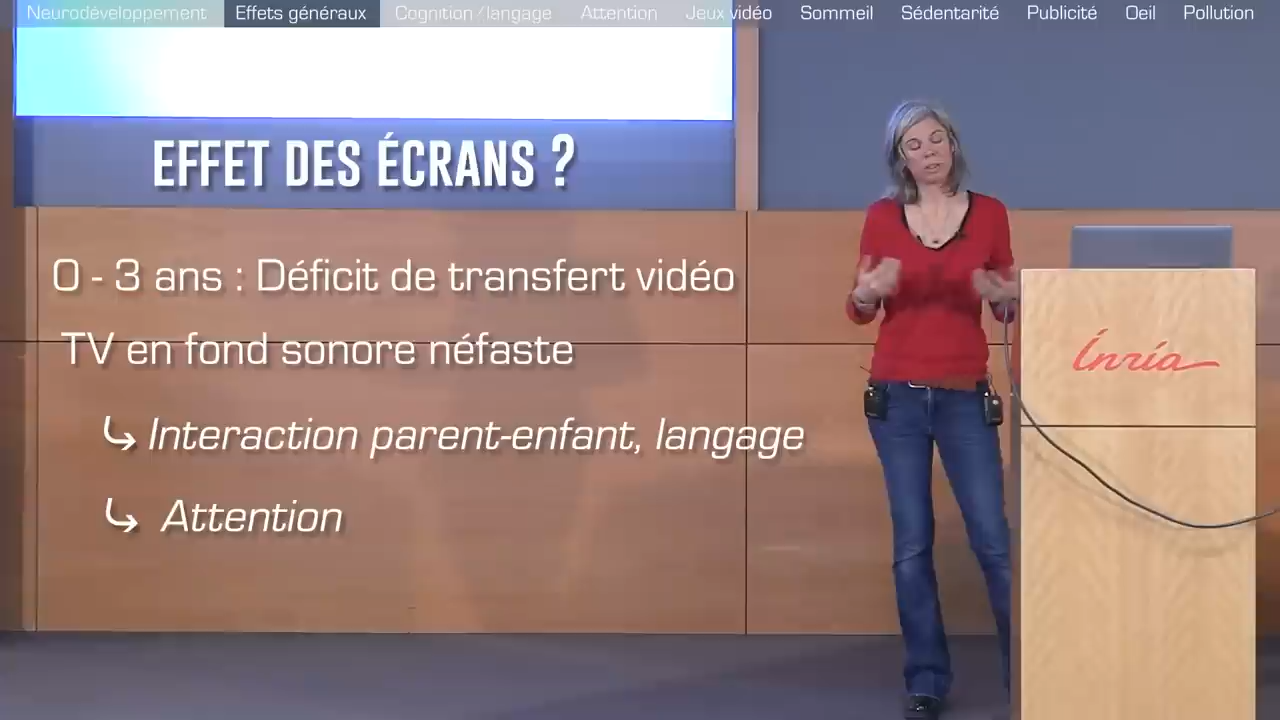 Neurodéveloppement Effets généraux Cognition / langage Attention Jeux vidéo Sommeil Sédentarité Publicité Oeil Pollution
EFFET DES ÉCRANS ?
0 - 3 ans : Déficit de transfert vidéo
TV en fond sonore néfaste
Interaction parent-enfant, langage
Attention
Inria